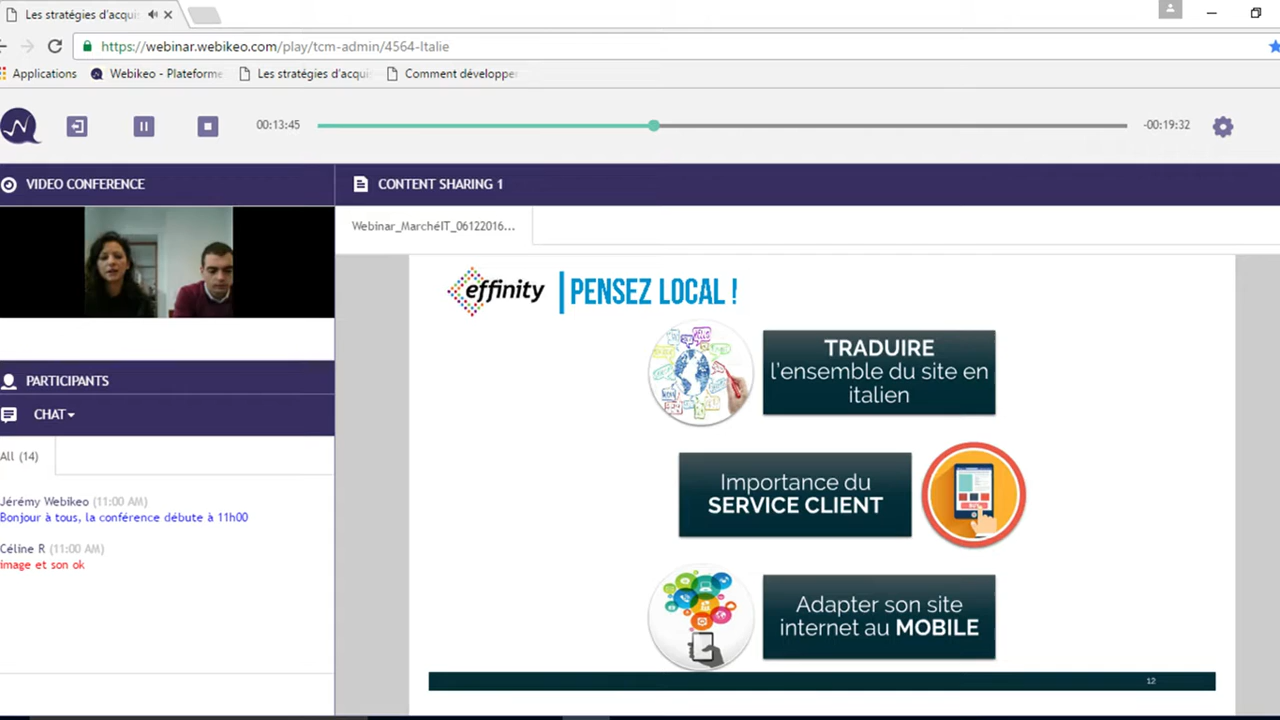 Les stratégies d'acquis
https://webinar.webikeo.com/play/tcm-admin/4564-Italie
Applications
Webikeo - Plateforme
Les stratégies d'acqui
Comment développe
00:13:45
-00:19:32
VIDEO CONFERENCE
CONTENT SHARING 1
Webinar_MarchéIT_06122016...
effinity
PENSEZ LOCAL !
TRADUIRE
l'ensemble du site en
italien
Importance du
SERVICE CLIENT
Adapter son site
internet au MOBILE
12
PARTICIPANTS
CHAT
All (14)
Jérémy Webikeo (11:00 AM)
Bonjour à tous, la conférence débute à 11h00
Céline R (11:00 AM)
image et son ok